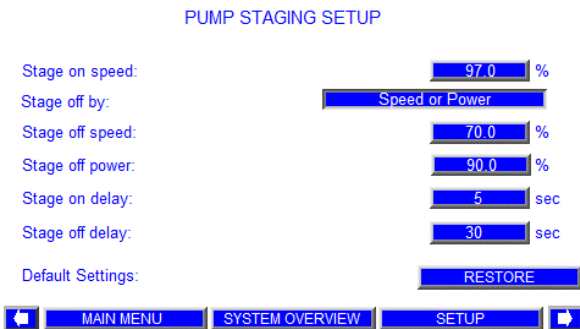 PUMP STAGING SETUP
Stage on speed: 97.0 %
Stage off by: Speed or Power
Stage off speed: 70.0 %
Stage off power: 90.0 %
Stage on delay: 5 sec
Stage off delay: 30 sec
Default Settings: RESTORE
MAIN MENU SYSTEM OVERVIEW SETUP